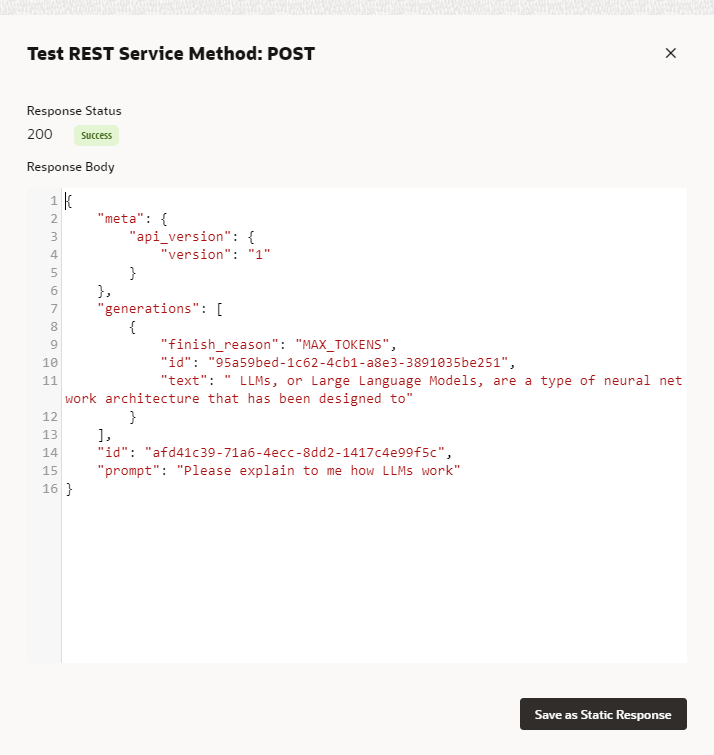 Test REST Service Method: POST
Response Status
200 Success
Response Body
1 {
2 "meta": {
3 "api_version": {
4 "version": "1"
5 }
6 },
7 "generations": [
8 {
9 "finish_reason": "MAX_TOKENS",
10 "id": "95a59bed-1c62-4cb1-a8e3-3891035be251",
11 "text": " LLMs, or Large Language Models, are a type of neural net
work architecture that has been designed to"
12 }
13 ],
14 "id": "afd41c39-71a6-4ecc-8dd2-1417c4e99f5c",
15 "prompt": "Please explain to me how LLMs work"
16 }
Save as Static Response